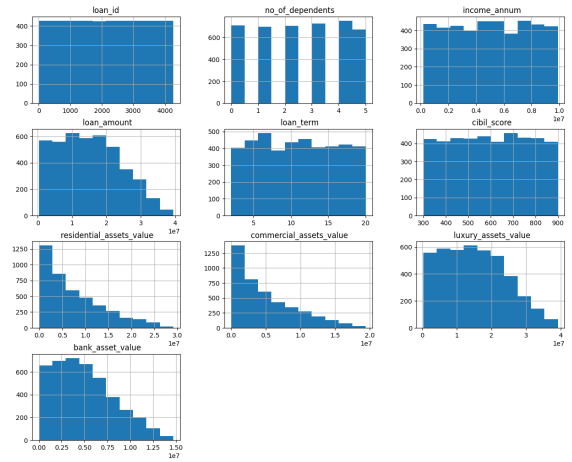 loan_id
no_of_dependents
income_annum
400
300
200
100
0
0 1000 2000 3000 4000
600
400
200
0
0 1 2 3 4 5
400
300
200
100
0
0.0 0.2 0.4 0.6 0.8 1.0
1e7
loan_amount
loan_term
cibil_score
600
400
200
0
0 1 2 3 4
1e7
500
400
300
200
100
0
5 10 15 20
400
300
200
100
0
300 400 500 600 700 800 900
residential_assets_value
commercial_assets_value
luxury_assets_value
1250
1000
750
500
250
0
0.0 0.5 1.0 1.5 2.0 2.5 3.0
1e7
1250
1000
750
500
250
0
0.0 0.5 1.0 1.5 2.0
1e7
600
400
200
0
0 1 2 3 4
1e7
bank_asset_value
600
400
200
0
0.00 0.25 0.50 0.75 1.00 1.25 1.50
1e7